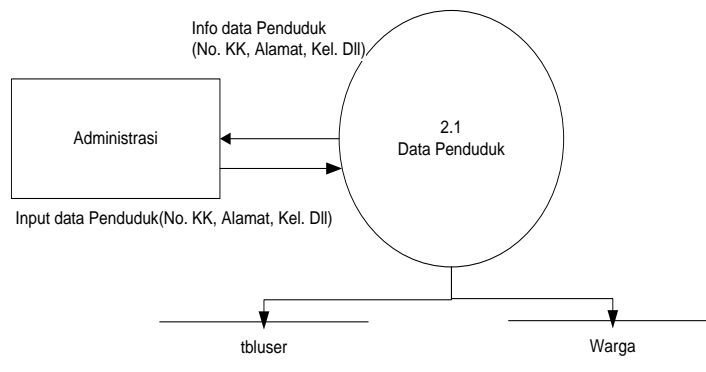 Info data Penduduk
(No. KK, Alamat, Kel. Dll)
Administrasi
2.1
Data Penduduk
Input data Penduduk(No. KK, Alamat, Kel. Dll)
tbluser
Warga